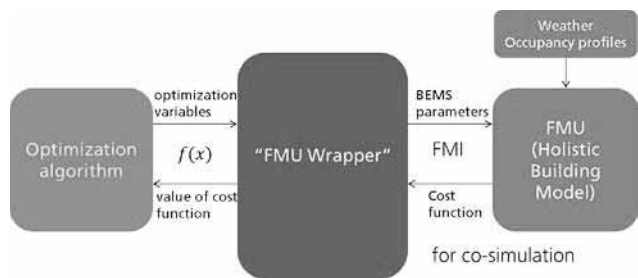 Weather
Occupancy profiles
optimization
variables
BEMS
parameters
Optimization
algorithm
f(x)
“FMU Wrapper”
FMI
FMU
(Holistic
Building
Model)
value of cost
function
Cost
function
for co-simulation